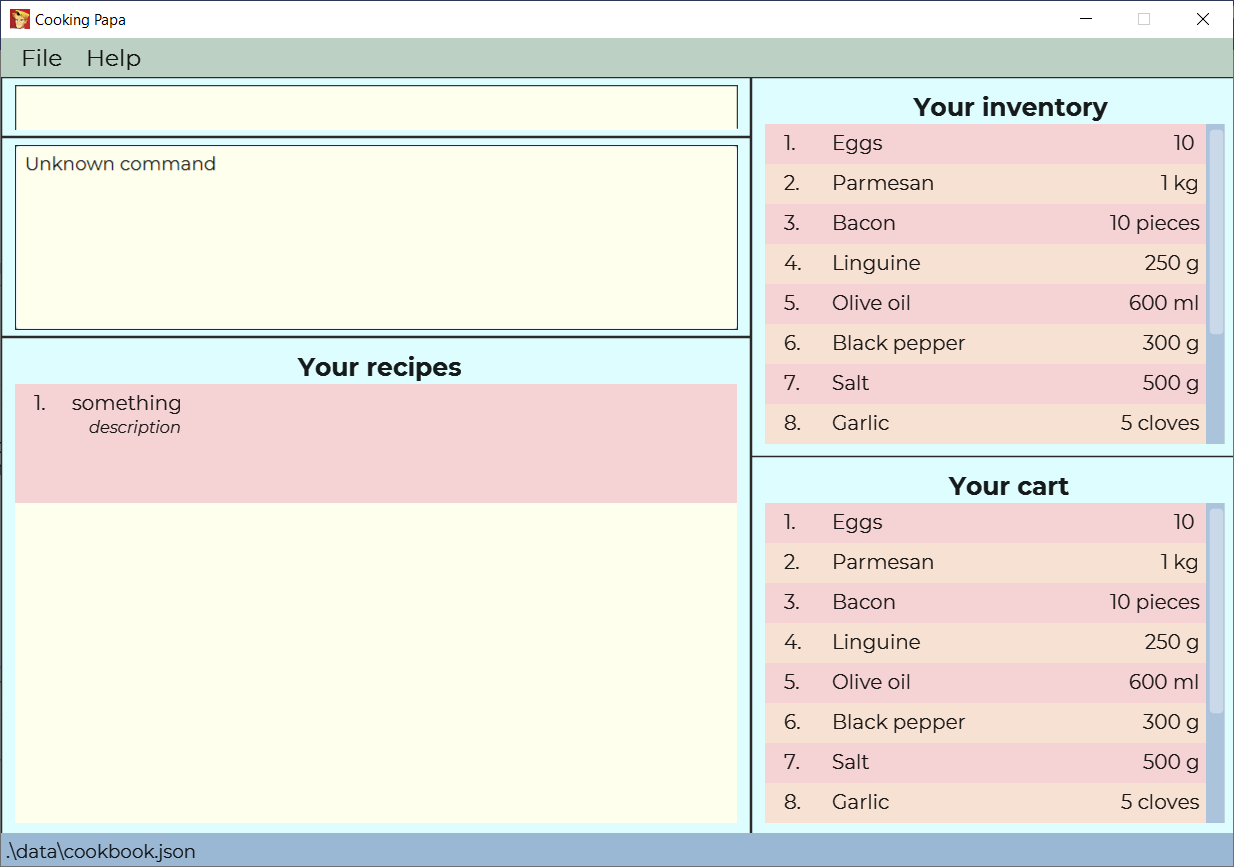 Cooking Papa
File Help
Unknown command
Your recipes
1. something
description
Your inventory
1. Eggs 10
2. Parmesan 1 kg
3. Bacon 10 pieces
4. Linguine 250 g
5. Olive oil 600 ml
6. Black pepper 300 g
7. Salt 500 g
8. Garlic 5 cloves
Your cart
1. Eggs 10
2. Parmesan 1 kg
3. Bacon 10 pieces
4. Linguine 250 g
5. Olive oil 600 ml
6. Black pepper 300 g
7. Salt 500 g
8. Garlic 5 cloves
.\data\cookbook.json